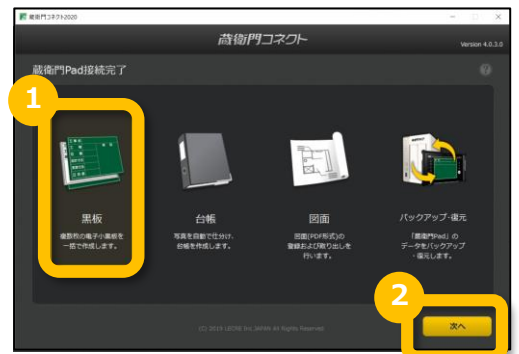 蔵衛門コネクト2020
蔵衛門コネクト
Version 4.0.3.0
蔵衛門Pad接続完了
1
黒板
複数枚の電子小黒板を
一括で作成します。
台帳
写真を自動で仕分け、
台帳を作成します。
図面
図面(PDF形式)の
登録および取り出しを
行います。
バックアップ・復元
「蔵衛門Pad」の
データをバックアップ
・復元します。
2
次へ
(C) 2019 LECRE Inc. JAPAN All Rights Reserved